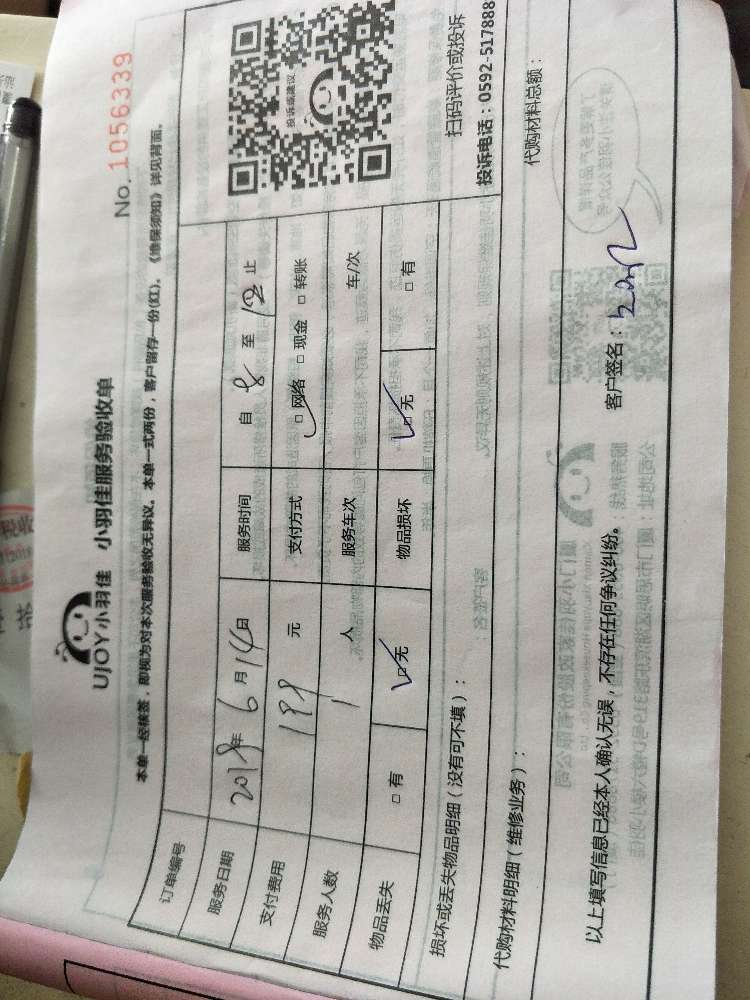 UJOY小羽佳 小羽佳服务验收单
No. 1056339
本单一经核签，即视为对本次服务验收无异议。本单一式两份，客户留存一份(红)。《维保须知》详见背面。
订单编号
服务日期 2018年 6月 14日 服务时间 自 8 至 12 止
支付费用 198 元 支付方式 □网络 □现金 □转账
服务人数 1 人 服务车次 车/次
物品丢失 □有 □无 物品损坏 □无 □有
投诉或建议
扫码评价或投诉
投诉电话：0592-517888
损坏或丢失物品明细（没有可不填）：
代购材料明细（维修业务）：
代购材料总额：
以上填写信息已经本人确认无误，不存在任何争议纠纷。
客户签名：